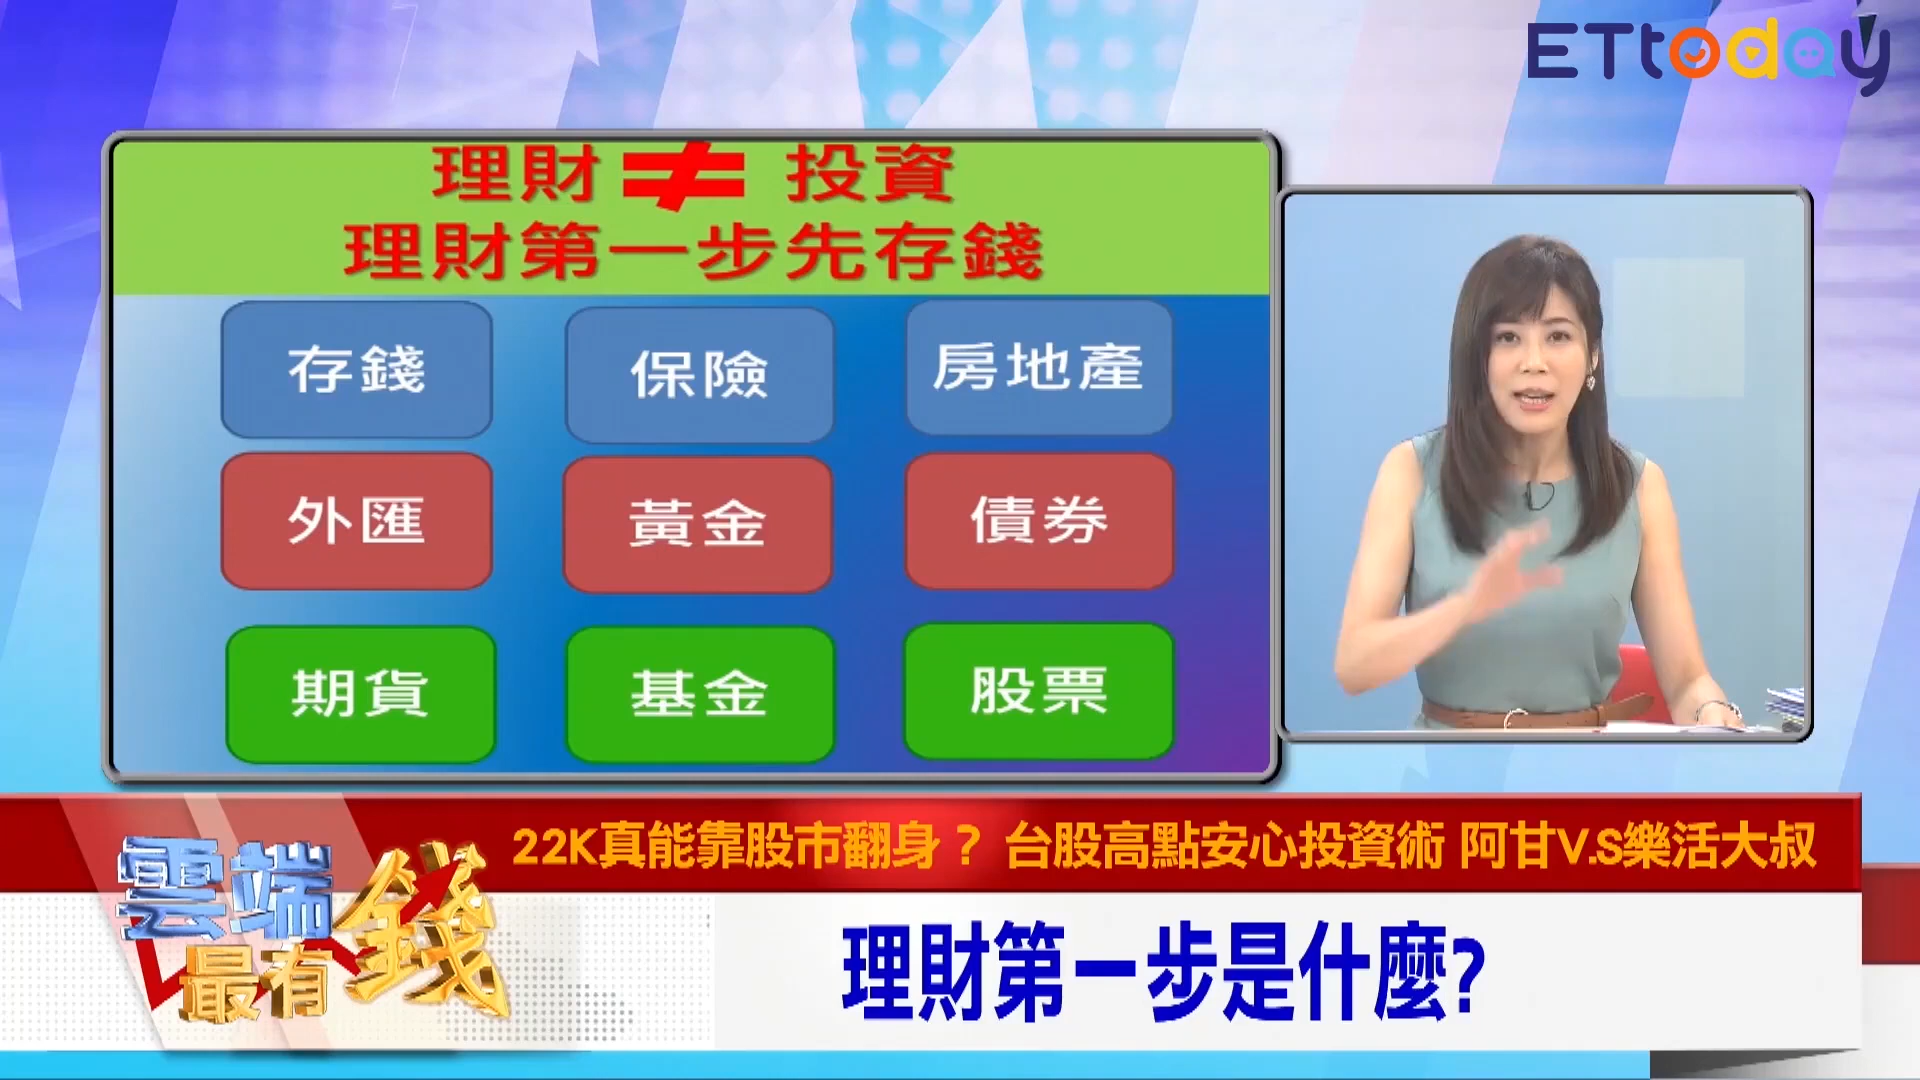 ETtoday
理財≠投資
理財第一步先存錢
存錢
保險
房地產
外匯
黃金
債券
期貨
基金
股票
22K真能靠股市翻身？ 台股高點安心投資術 阿甘V.S樂活大叔
雲端最有錢
理財第一步是什麼?